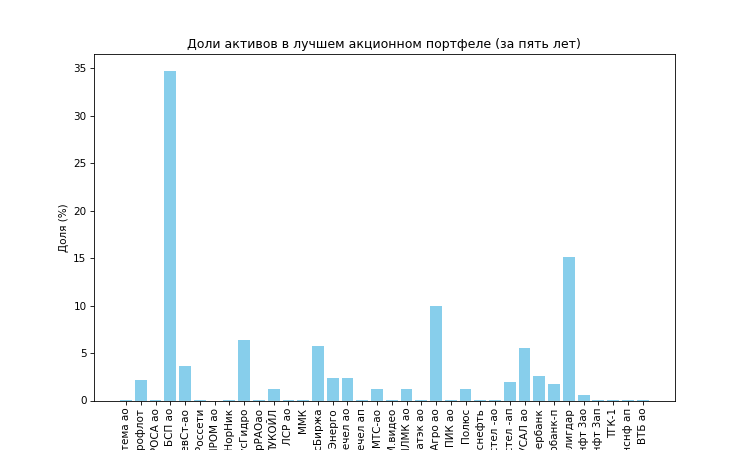 Доли активов в лучшем акционном портфеле (за пять лет)
Доля (%)
35
30
25
20
15
10
5
0
тема ао
рофлот
РОСА ао
БСП ао
евСт-ао
Россети
ПРОМ ао
НорНик
сГидро
рРАОао
ЛУКОЙЛ
ЛСР ао
ММК
сБиржа
Энерго
ечел ао
ечел ап
МТС-ао
М.видео
НЛМК ао
атэк ао
Агро ао
ПИК ао
Полюс
снефть
стел -ао
стел -ап
УСАЛ ао
ербанк
рбанк-п
лигдар
нфт 3ао
нфт 3ап
ТГК-1
нснф ап
ВТБ ао